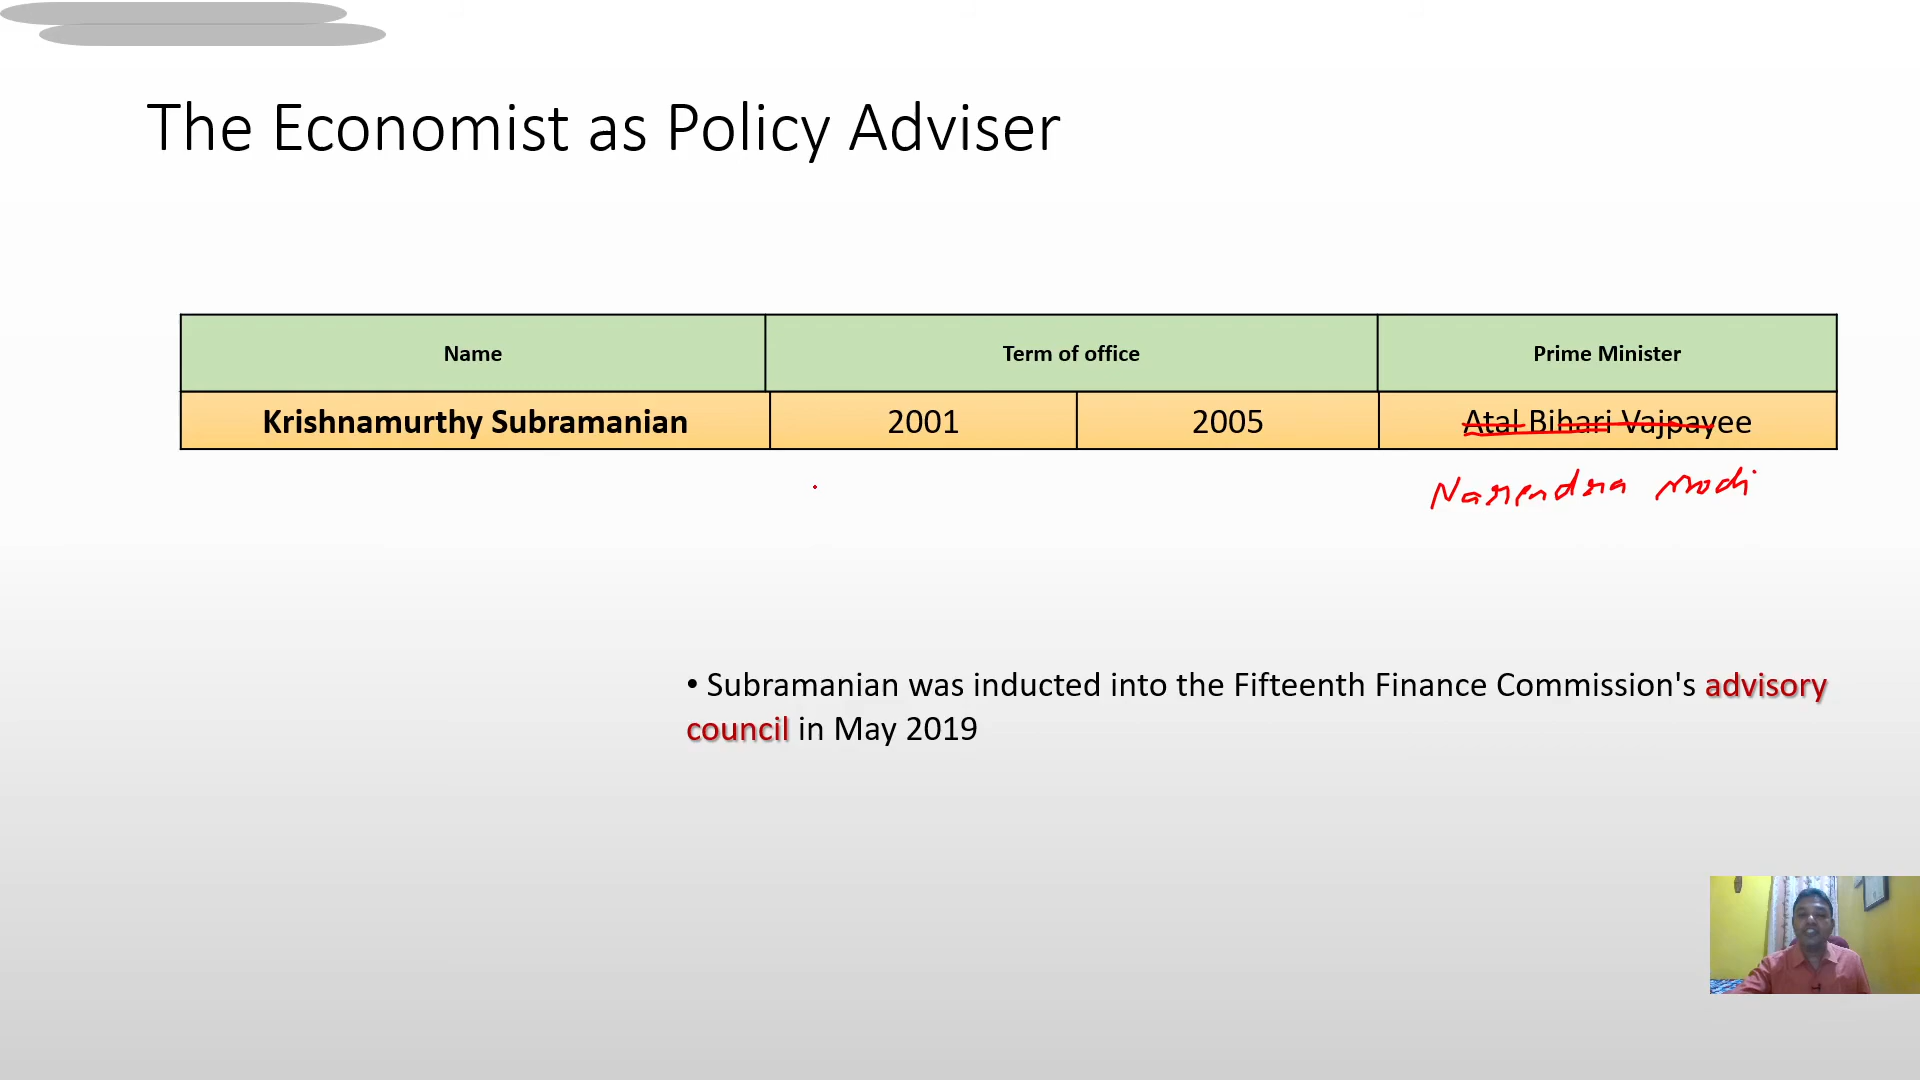 The Economist as Policy Adviser
Name Term of office Prime Minister
Krishnamurthy Subramanian 2001 2005 Atal Bihari Vajpayee
Narendra Modi
• Subramanian was inducted into the Fifteenth Finance Commission's advisory
council in May 2019